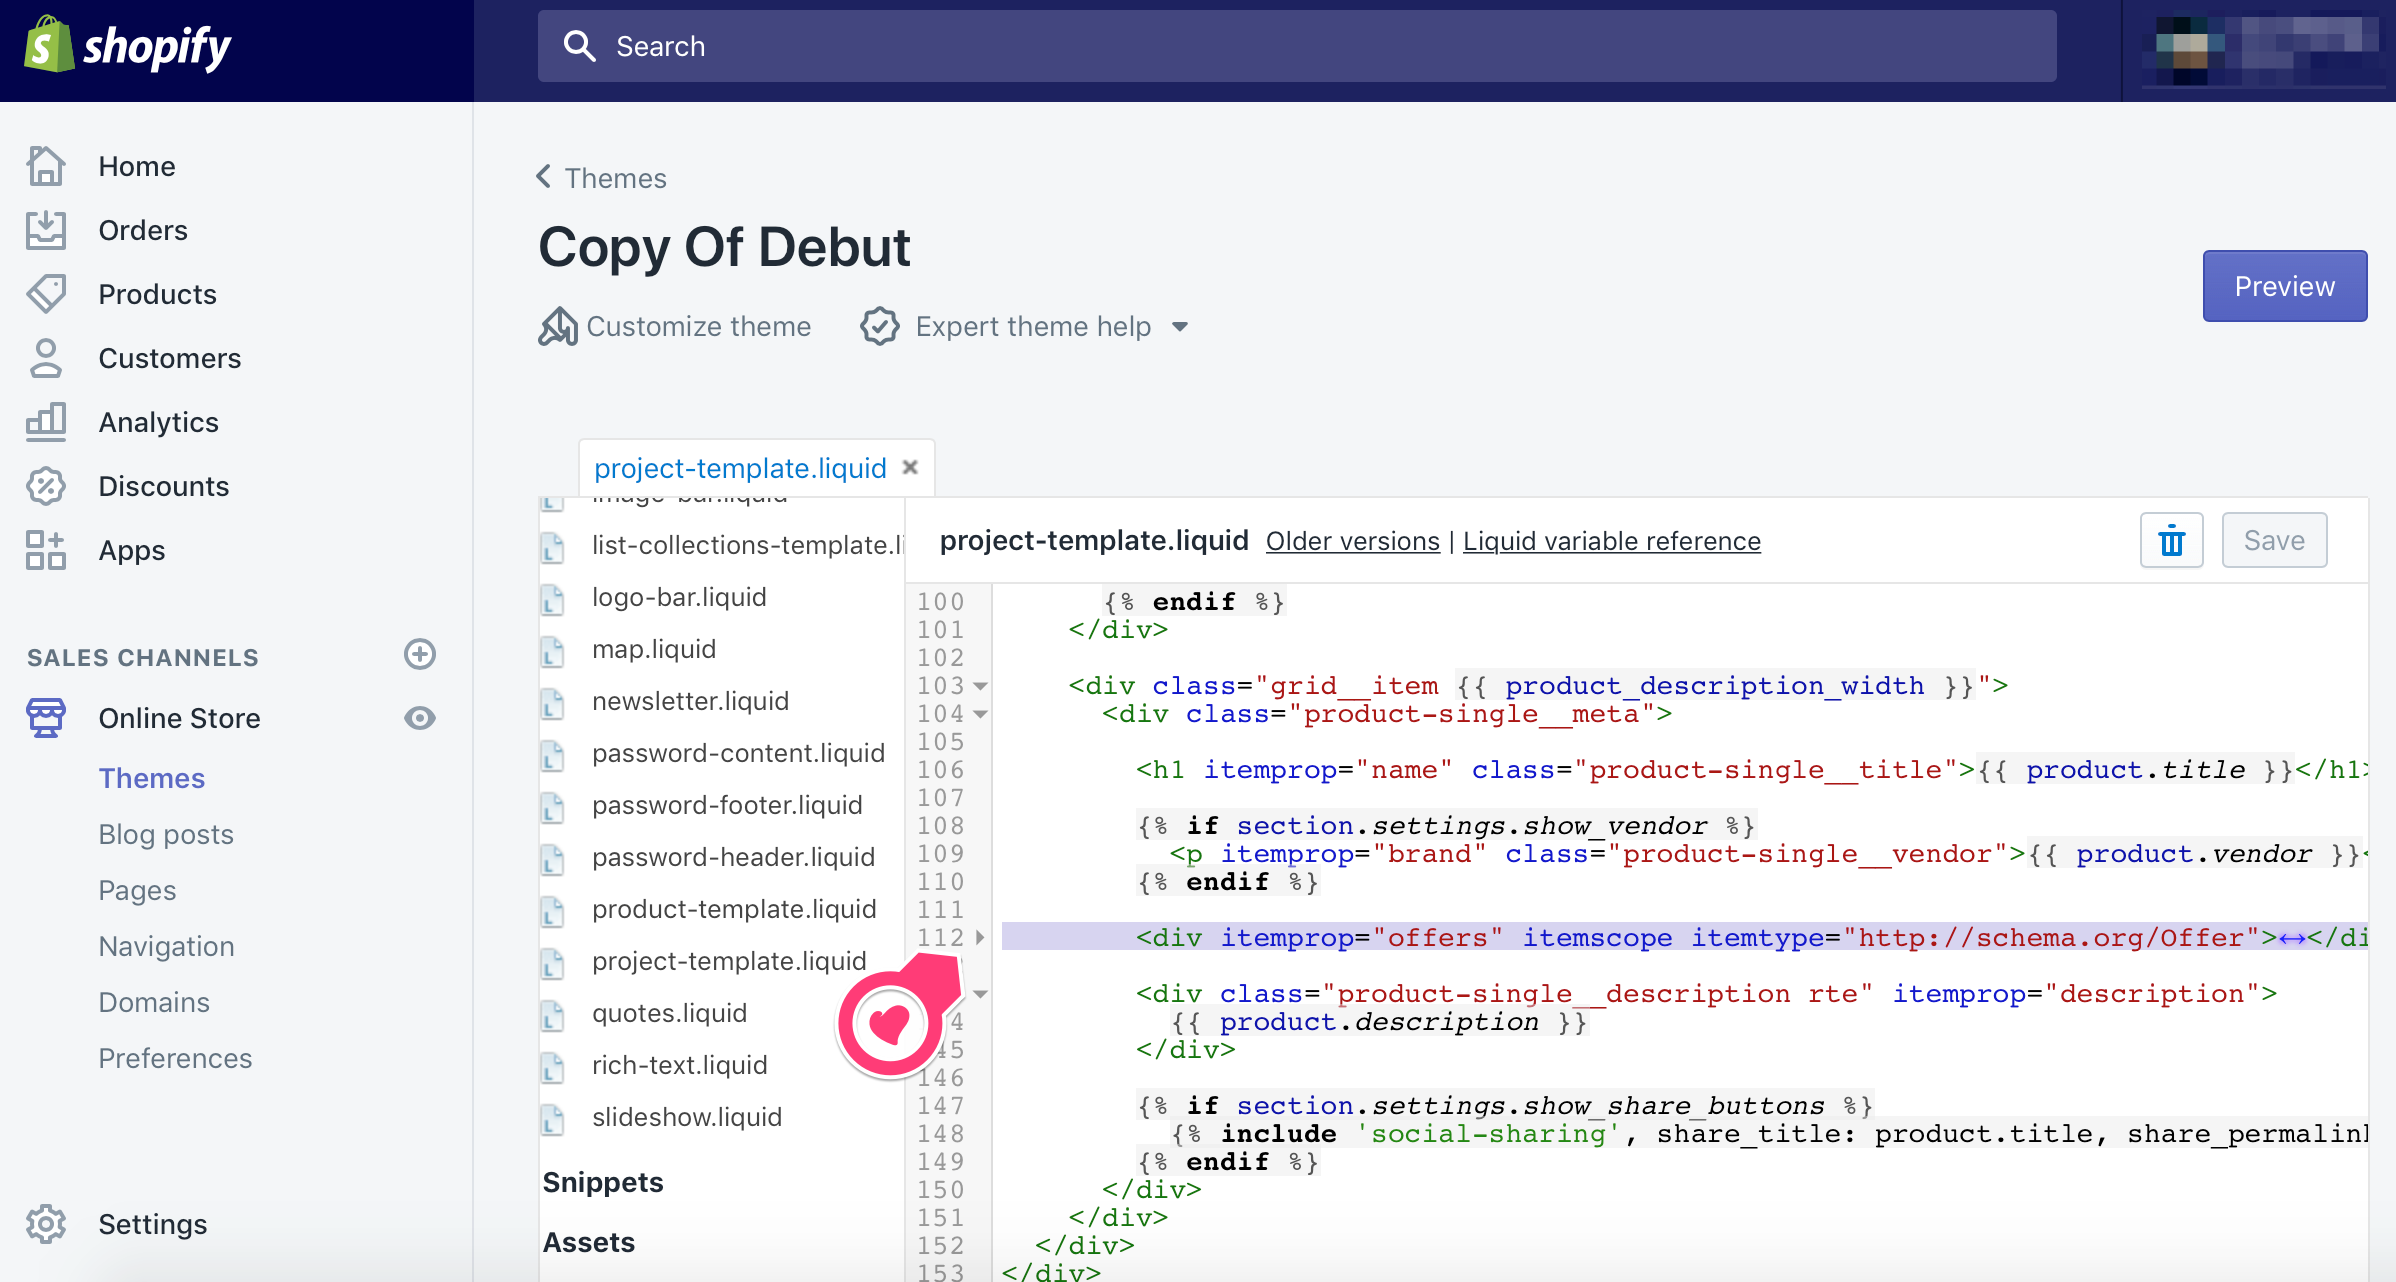 shopify
Search
Home
Orders
Products
Customers
Analytics
Discounts
Apps
SALES CHANNELS
Online Store
Themes
Blog posts
Pages
Navigation
Domains
Preferences
Settings
Themes
Copy Of Debut
Customize theme
Expert theme help
Preview
project-template.liquid
image-bar.liquid
list-collections-template.li
logo-bar.liquid
map.liquid
newsletter.liquid
password-content.liquid
password-footer.liquid
password-header.liquid
product-template.liquid
project-template.liquid
quotes.liquid
rich-text.liquid
slideshow.liquid
Snippets
Assets
project-template.liquid Older versions | Liquid variable reference
Save
100 {% endif %}
101 </div>
102
103 <div class="grid__item {{ product_description_width }}">
104 <div class="product-single__meta">
105
106 <h1 itemprop="name" class="product-single__title">{{ product.title }}</h1>
107
108 {% if section.settings.show_vendor %}
109 <p itemprop="brand" class="product-single__vendor">{{ product.vendor }}<
110 {% endif %}
111
112 <div itemprop="offers" itemscope itemtype="http://schema.org/Offer">↔</di
<div class="product-single__description rte" itemprop="description">
4 {{ product.description }}
45 </div>
146
147 {% if section.settings.show_share_buttons %}
148 {% include 'social-sharing', share_title: product.title, share_permalin
149 {% endif %}
150 </div>
151 </div>
152 </div>
153 </div>